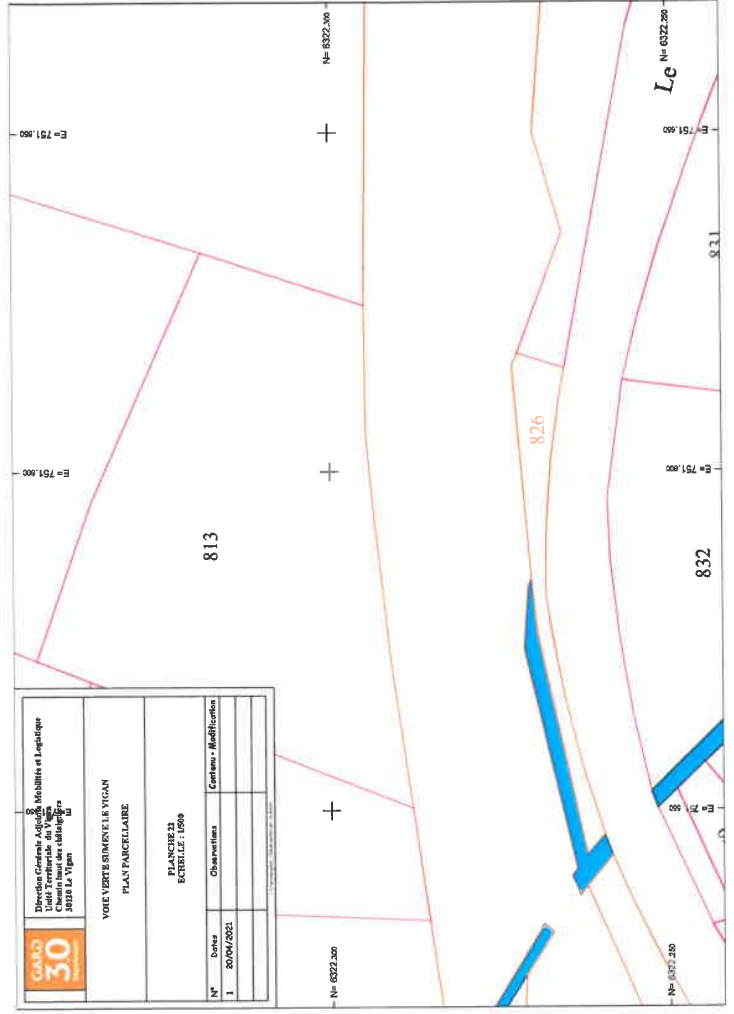 GARD
30
Direction Générale Adjointe Mobilités et Logistique
Unité Territoriale du Vigan
Chemin haut des châtaigniers
30120 Le Vigan
VOIE VERTE SUMENE LE VIGAN
PLAN PARCELLAIRE
PLANCHE 23
ECHELLE : 1/500
N° Dates Observations Contenu - Modification
1 20/04/2021
E= 751.650
E= 751.600
N= 6322.300
N= 6322.300
813
826
832
831
Le
N= 6322.250
N= 6322.250
E= 751.650
E= 751.600
E= 751.550